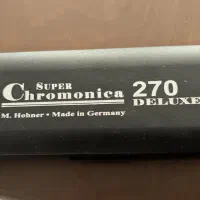 SUPER
Chromonica 270
M. Hohner • Made in Germany DELUXE